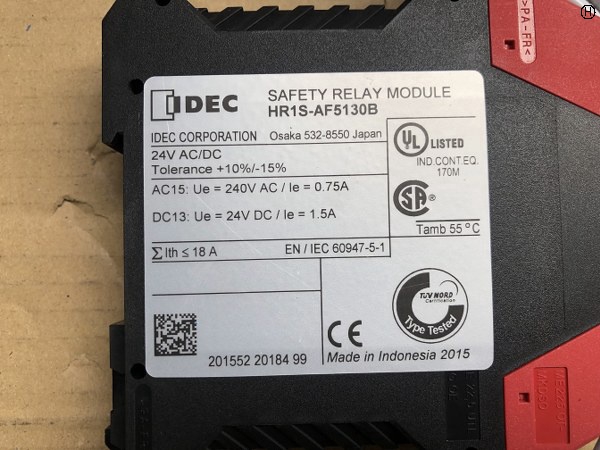 >PA-FR<
H
IDEC
SAFETY RELAY MODULE
HR1S-AF5130B
IDEC CORPORATION Osaka 532-8550 Japan
24V AC/DC
Tolerance +10%/-15%
AC15: Ue = 240V AC / Ie = 0.75A
DC13: Ue = 24V DC / Ie = 1.5A
∑ Ith ≤ 18 A
EN / IEC 60947-5-1
UL LISTED
IND.CONT.EQ.
170M
SA
Tamb 55 °C
TÜV NORD
Certification
Type Tested
CE
201552 20184 99
Made in Indonesia 2015